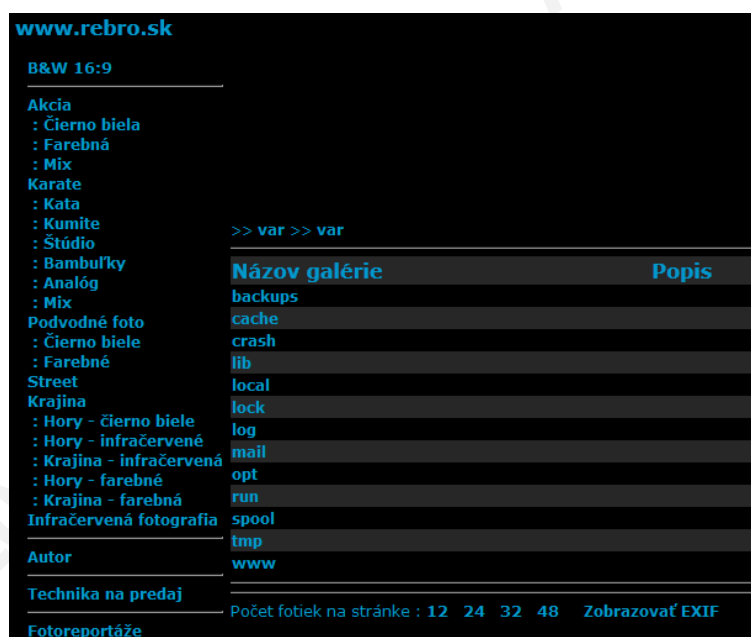 www.rebro.sk
B&W 16:9
Akcia
: Čierno biela
: Farebná
: Mix
Karate
: Kata
: Kumite
: Štúdio
: Bambuľky
: Analóg
: Mix
Podvodné foto
: Čierno biele
: Farebné
Street
Krajina
: Hory - čierno biele
: Hory - infračervené
: Krajina - infračervená
: Hory - farebné
: Krajina - farebná
Infračervená fotografia
Autor
Technika na predaj
Fotoreportáže
>> var >> var
Názov galérie Popis
backups
cache
crash
lib
local
lock
log
mail
opt
run
spool
tmp
www
Počet fotiek na stránke : 12 24 32 48 Zobrazovať EXIF